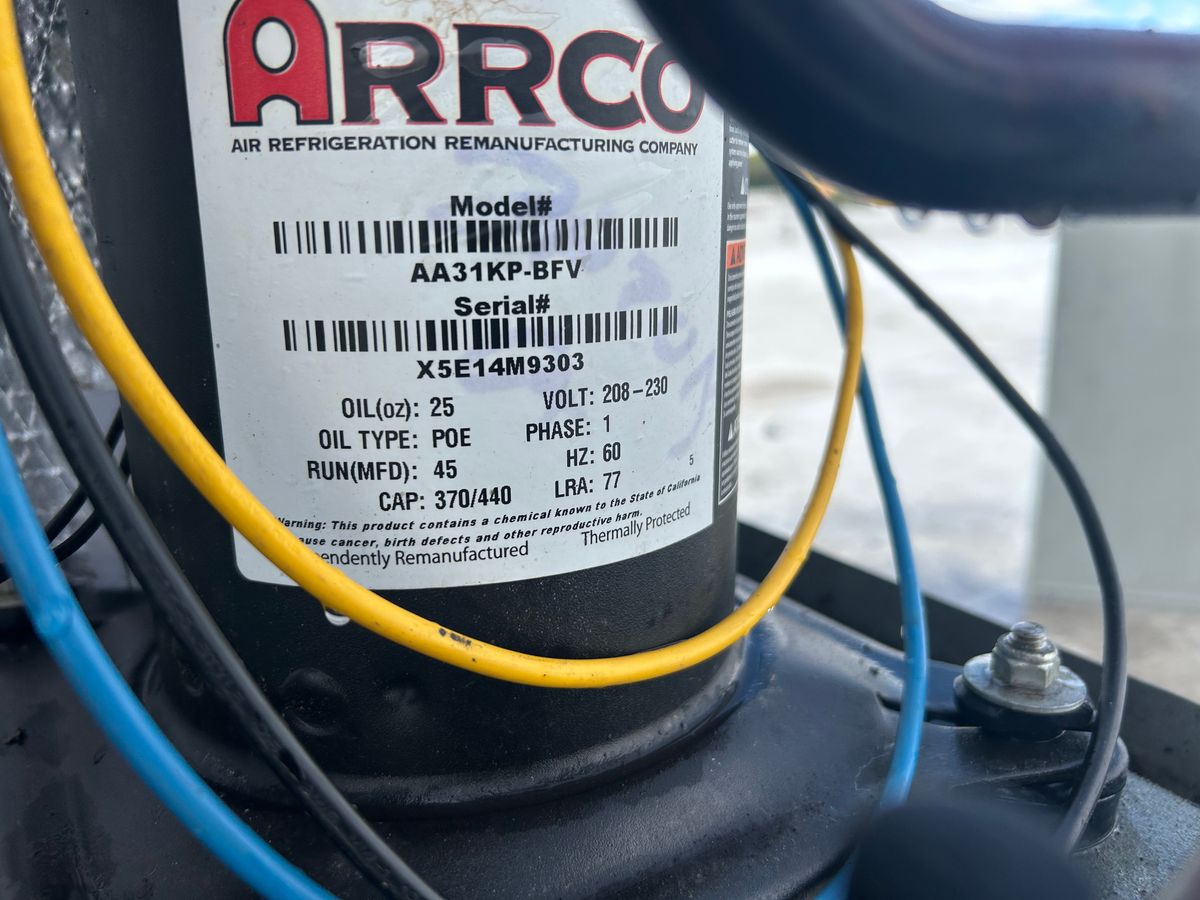 ARRCO
AIR REFRIGERATION REMANUFACTURING COMPANY
Model#
AA31KP-BFV
Serial#
X5E14M9303
OIL(oz): 25
OIL TYPE: POE
RUN(MFD): 45
CAP: 370/440
VOLT: 208-230
PHASE: 1
HZ: 60
LRA: 77
5
Warning: This product contains a chemical known to the State of California
cause cancer, birth defects and other reproductive harm.
Remanufactured
Thermally Protected